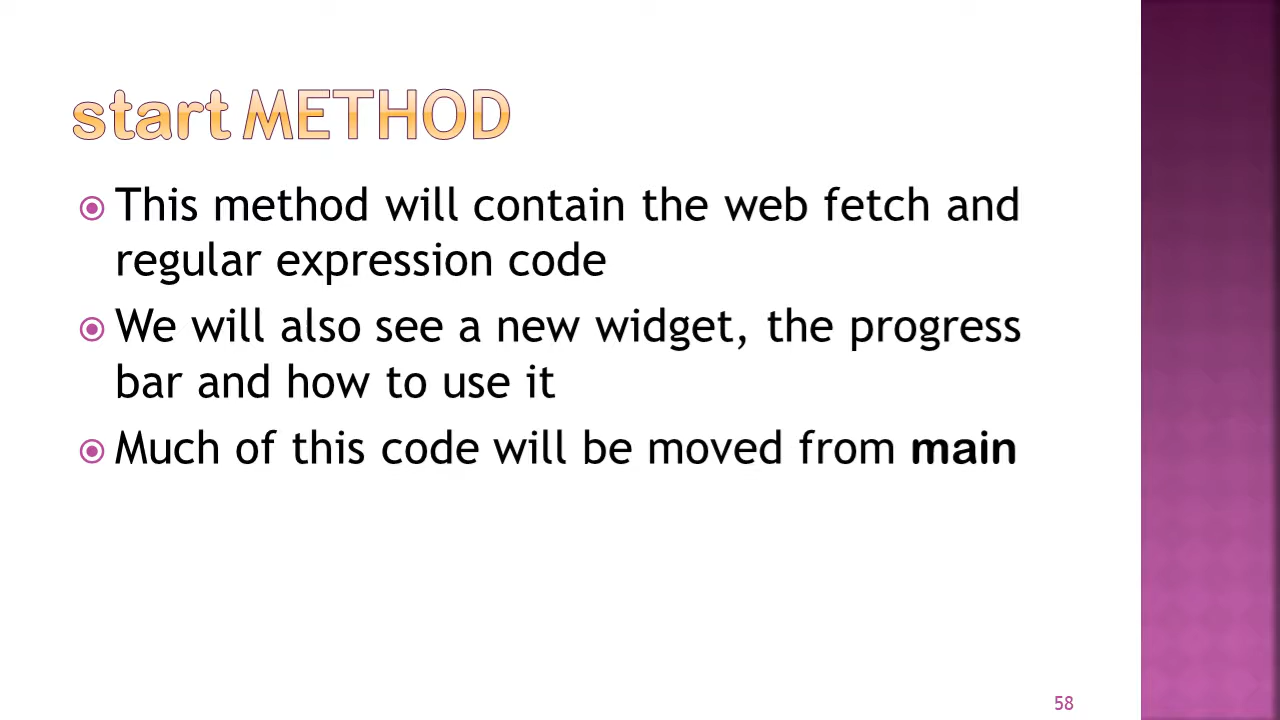 start METHOD
This method will contain the web fetch and
regular expression code
We will also see a new widget, the progress
bar and how to use it
Much of this code will be moved from main
58